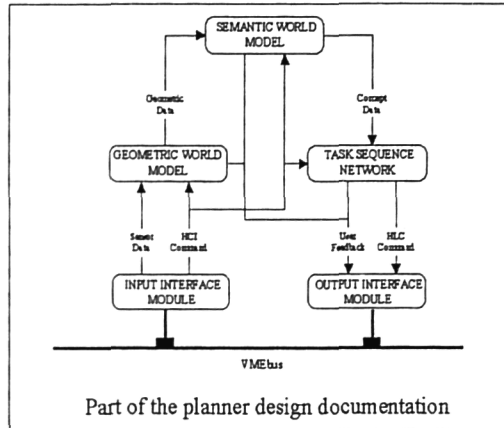 SEMANTIC WORLD
MODEL
Geometric
Data
Concept
Data
GEOMETRIC WORLD
MODEL
TASK SEQUENCE
NETWORK
Sensor
Data
HCI
Command
User
Feedback
HLC
Command
INPUT INTERFACE
MODULE
OUTPUT INTERFACE
MODULE
VMEbus
Part of the planner design documentation